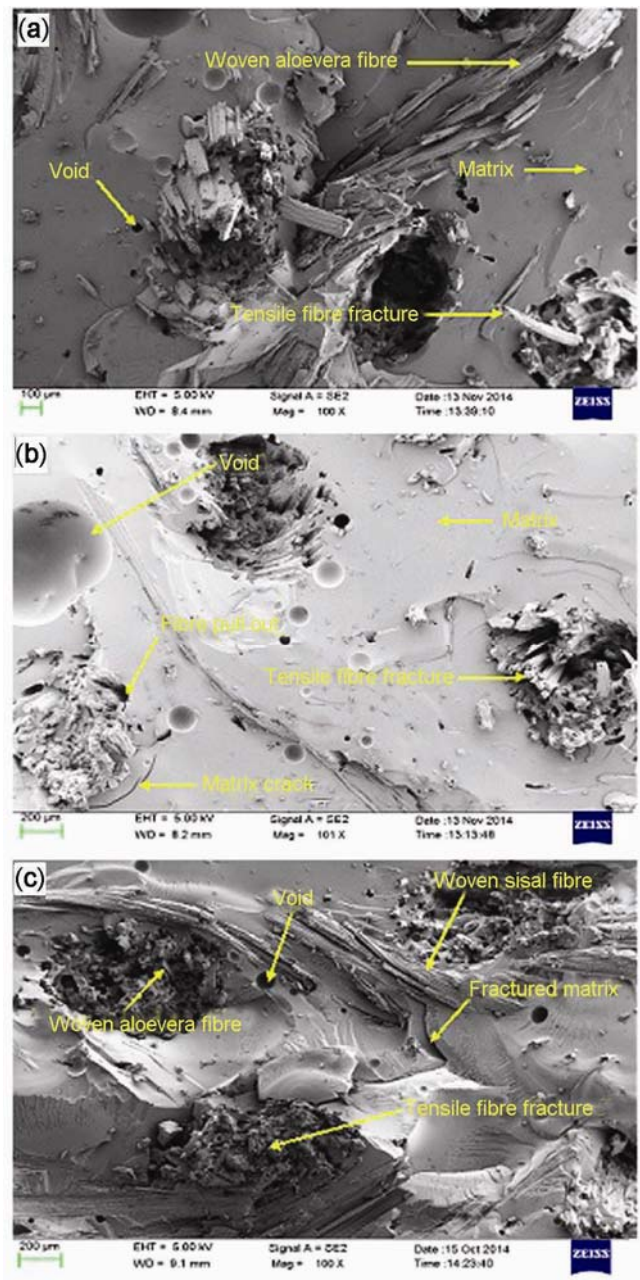 (a)
Woven aloevera fibre
Void
Matrix
Tensile fibre fracture
100 µm
EHT = 5.00 kV
Signal A = SE2
Date :13 Nov 2014
WD = 8.4 mm
Mag = 100 X
Time :13:39:10
ZEISS
(b)
Void
Matrix
Fibre pull out
Tensile fibre fracture
Matrix crack
200 µm
EHT = 5.00 kV
Signal A = SE2
Date :13 Nov 2014
WD = 8.2 mm
Mag = 101 X
Time :13:13:46
ZEISS
(c)
Woven sisal fibre
Void
Fractured matrix
Woven aloevera fibre
Tensile fibre fracture
200 µm
EHT = 5.00 kV
Signal A = SE2
Date :15 Oct 2014
WD = 9.1 mm
Mag = 100 X
Time :14:23:40
ZEISS